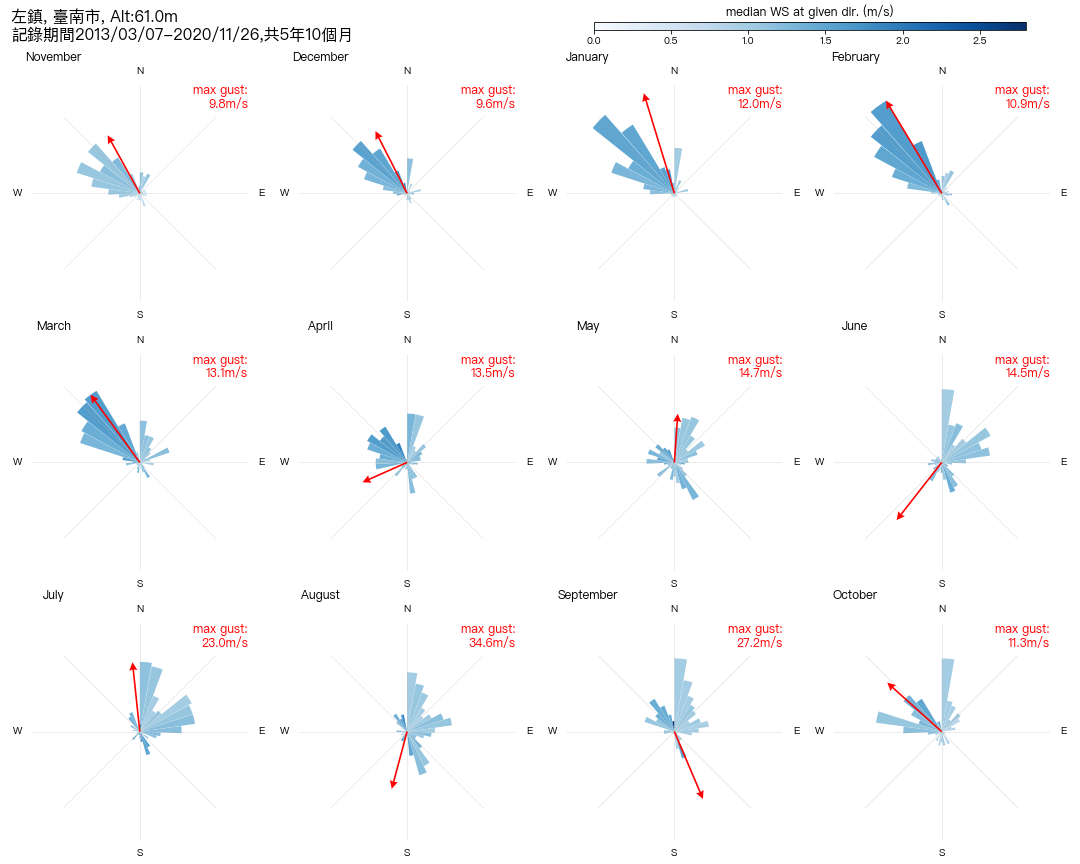 左鎮, 臺南市, Alt:61.0m
記錄期間2013/03/07-2020/11/26,共5年10個月
median WS at given dir. (m/s)
0.0 0.5 1.0 1.5 2.0 2.5
November
N
max gust:
9.8m/s
W
E
S
December
N
max gust:
9.6m/s
W
E
S
January
N
max gust:
12.0m/s
W
E
S
February
N
max gust:
10.9m/s
W
E
S
March
N
max gust:
13.1m/s
W
E
S
April
N
max gust:
13.5m/s
W
E
S
May
N
max gust:
14.7m/s
W
E
S
June
N
max gust:
14.5m/s
W
E
S
July
N
max gust:
23.0m/s
W
E
S
August
N
max gust:
34.6m/s
W
E
S
September
N
max gust:
27.2m/s
W
E
S
October
N
max gust:
11.3m/s
W
E
S